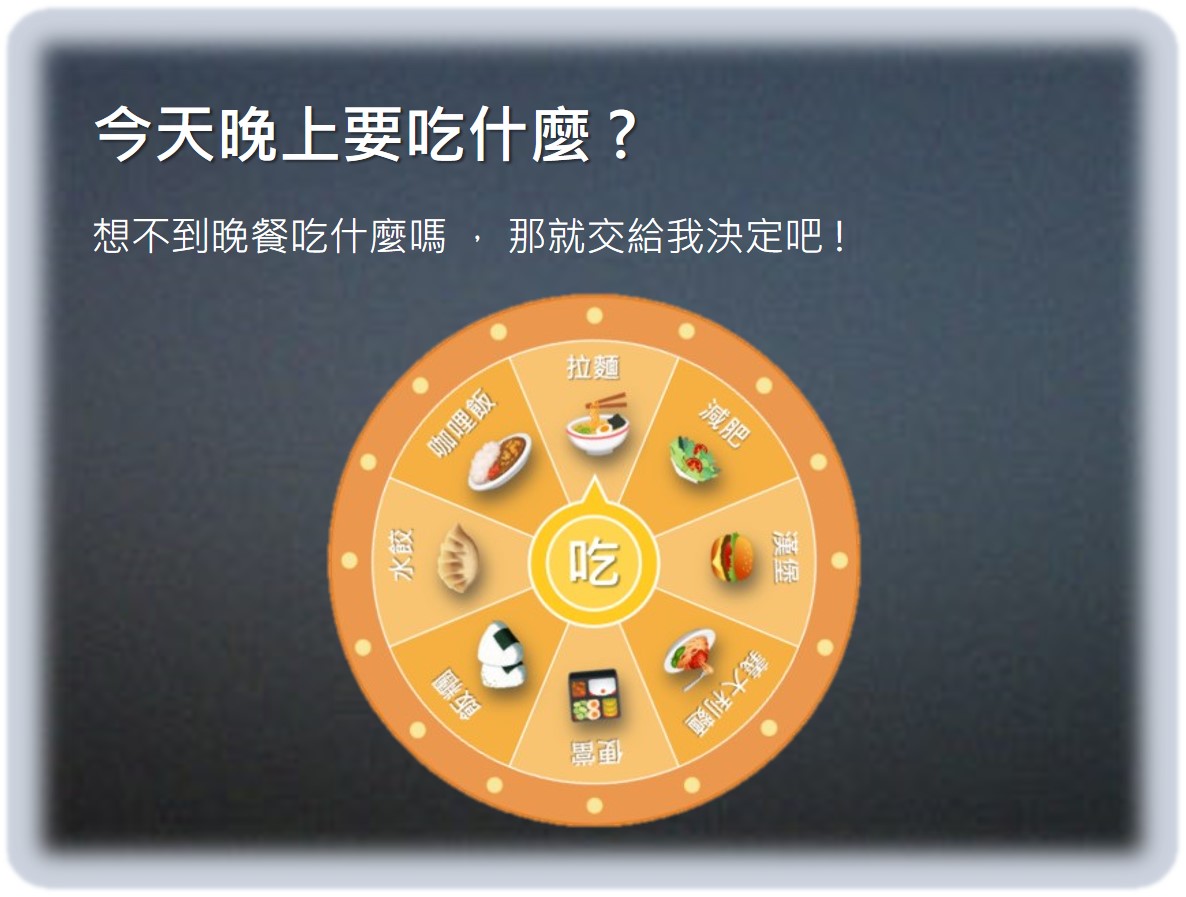 今天晚上要吃什麼？
想不到晚餐吃什麼嗎 ， 那就交給我決定吧！
拉麵
減肥
漢堡
義大利麵
便當
飯糰
水餃
咖哩飯
吃